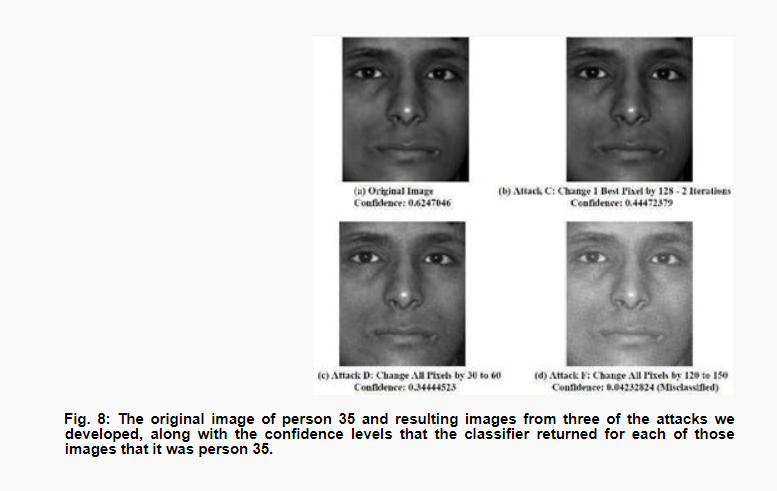 (a) Original Image
Confidence: 0.6247046
(b) Attack C: Change 1 Best Pixel by 128 - 2 Iterations
Confidence: 0.44472379
(c) Attack D: Change All Pixels by 30 to 60
Confidence: 0.34444523
(d) Attack F: Change All Pixels by 120 to 150
Confidence: 0.04232824 (Misclassified)
Fig. 8: The original image of person 35 and resulting images from three of the attacks we
developed, along with the confidence levels that the classifier returned for each of those
images that it was person 35.